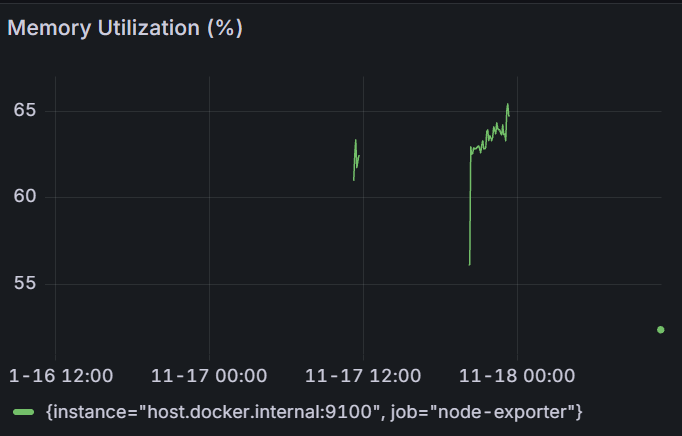 Memory Utilization (%)
65
60
55
1-16 12:00 11-17 00:00 11-17 12:00 11-18 00:00
{instance="host.docker.internal:9100", job="node-exporter"}